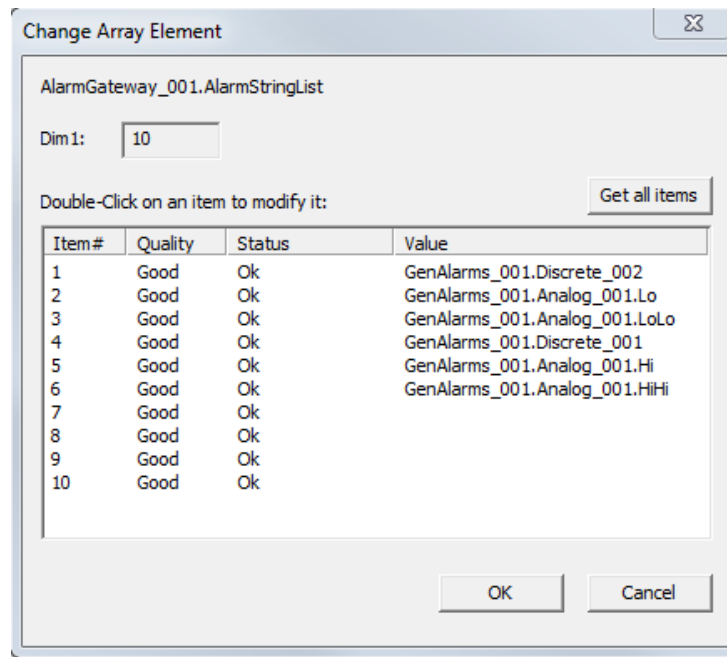 Change Array Element
AlarmGateway_001.AlarmStringList
Dim1: 10
Double-Click on an item to modify it: Get all items
Item# Quality Status Value
1 Good Ok GenAlarms_001.Discrete_002
2 Good Ok GenAlarms_001.Analog_001.Lo
3 Good Ok GenAlarms_001.Analog_001.LoLo
4 Good Ok GenAlarms_001.Discrete_001
5 Good Ok GenAlarms_001.Analog_001.Hi
6 Good Ok GenAlarms_001.Analog_001.HiHi
7 Good Ok
8 Good Ok
9 Good Ok
10 Good Ok
OK Cancel